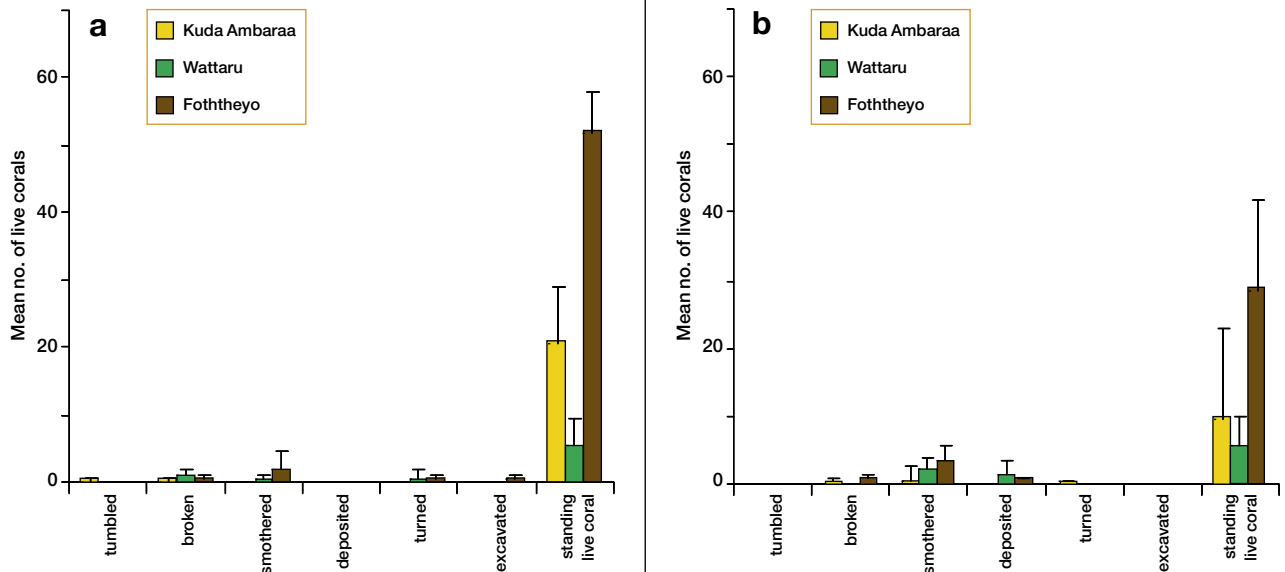 a
Kuda Ambaraa
Wattaru
Foththeyo
Mean no. of live corals
60
40
20
0
tumbled
broken
smothered
deposited
turned
excavated
standing
live coral
b
Kuda Ambaraa
Wattaru
Foththeyo
Mean no. of live corals
60
40
20
0
tumbled
broken
smothered
deposited
turned
excavated
standing
live coral